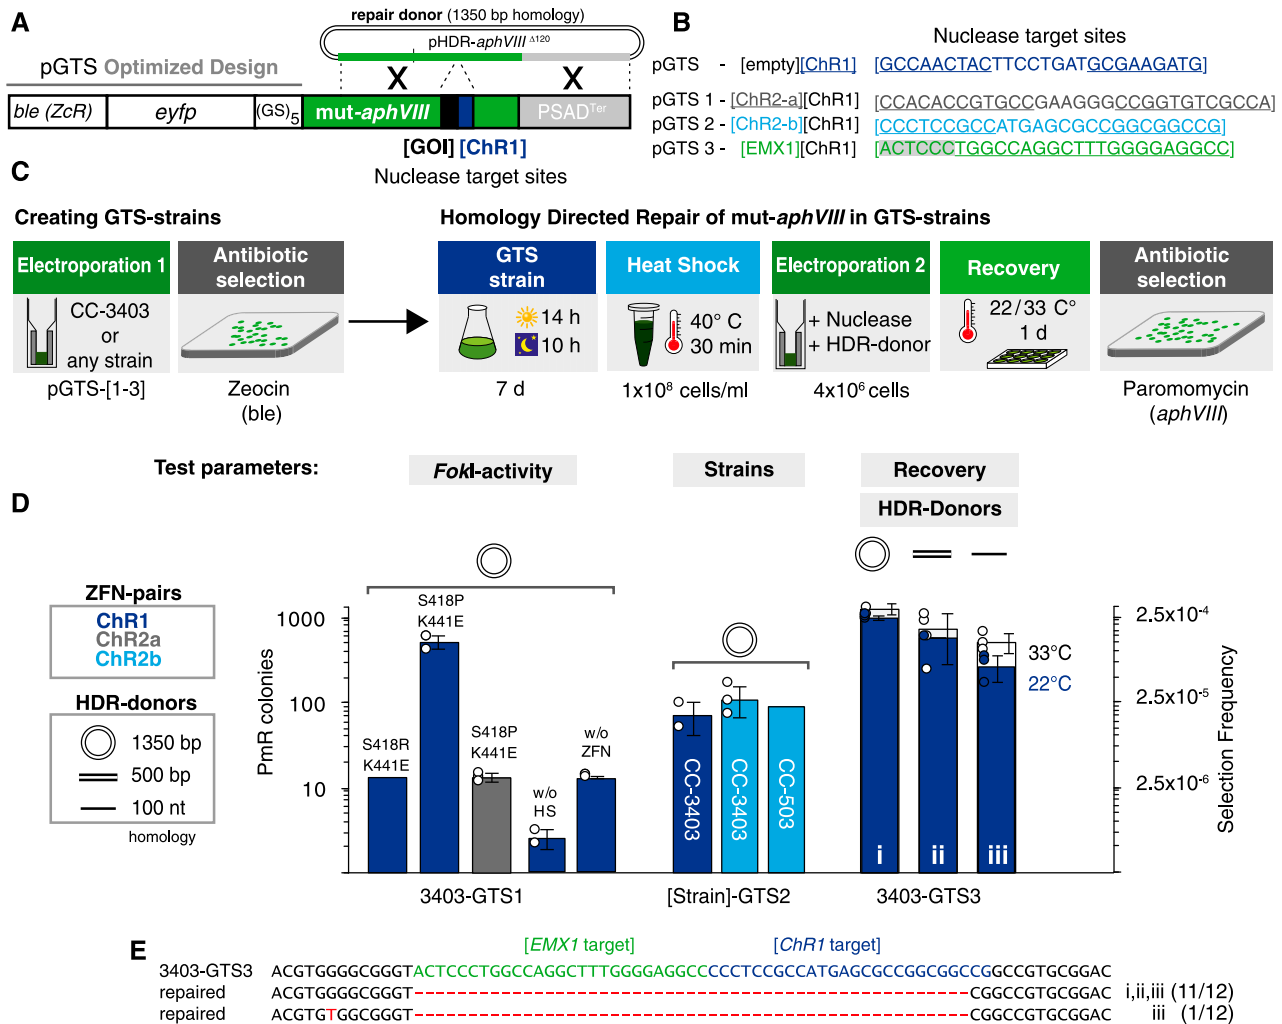 A
repair donor (1350 bp homology)
pHDR-aphVIII Δ120
pGTS Optimized Design
X X
ble (ZcR) eyfp (GS)5 mut-aphVIII PSADTer
[GOI] [ChR1]
Nuclease target sites
B
Nuclease target sites
pGTS - [empty][ChR1] [GCCAACTACTTCCTGATGCGAAGATG]
pGTS 1 - [ChR2-a][ChR1] [CCACACCGTGCCGAAGGGCCGGTGTCGCCA]
pGTS 2 - [ChR2-b][ChR1] [CCCTCCGCCATGAGCGCCGGCGGCCG]
pGTS 3 - [EMX1][ChR1] [ACTCCCTGGCCAGGCTTTGGGGAGGCC]
C
Creating GTS-strains
Homology Directed Repair of mut-aphVIII in GTS-strains
Electroporation 1
Antibiotic selection
GTS strain
Heat Shock
Electroporation 2
Recovery
Antibiotic selection
CC-3403
or
any strain
14 h
10 h
40° C
30 min
+ Nuclease
+ HDR-donor
22/33 C°
1 d
pGTS-[1-3]
Zeocin
(ble)
7 d
1x10⁸ cells/ml
4x10⁶ cells
Paromomycin
(aphVIII)
Test parameters:
FokI-activity
Strains
Recovery
HDR-Donors
D
ZFN-pairs
ChR1
ChR2a
ChR2b
HDR-donors
1350 bp
500 bp
100 nt
homology
PmR colonies
1000
100
10
S418R
K441E
S418P
K441E
S418P
K441E
w/o
HS
w/o
ZFN
CC-3403
CC-3403
CC-503
i
ii
iii
33°C
22°C
2.5x10⁻⁴
2.5x10⁻⁵
2.5x10⁻⁶
Selection Frequency
3403-GTS1
[Strain]-GTS2
3403-GTS3
E
[EMX1 target] [ChR1 target]
3403-GTS3 ACGTGGGGCGGGTACTCCCTGGCCAGGCTTTGGGGAGGCCCCCTCCGCCATGAGCGCCGGCGGCCGGGCCGTGCGGAC
repaired ACGTGGGGCGGGT----------------------------------------------------CGGCCGTGCGGAC i,ii,iii (11/12)
repaired ACGTGTGGCGGGT----------------------------------------------------CGGCCGTGCGGAC iii (1/12)